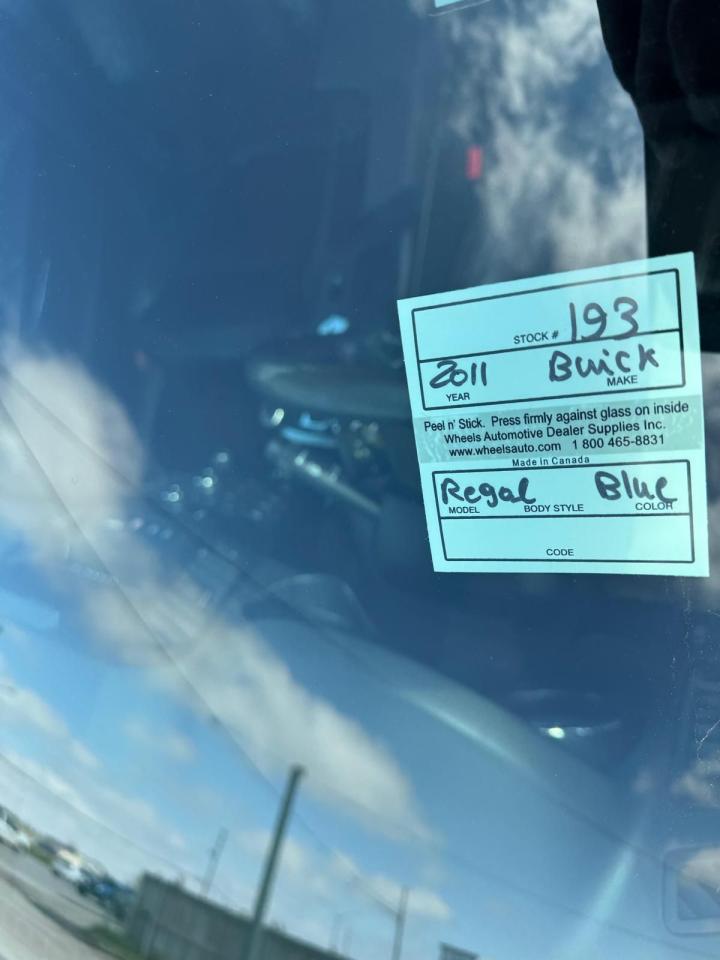 STOCK # 193
2011 Buick
YEAR MAKE
Peel n' Stick. Press firmly against glass on inside
Wheels Automotive Dealer Supplies Inc.
www.wheelsauto.com 1 800 465-8831
Made in Canada
Regal Blue
MODEL BODY STYLE COLOR
CODE